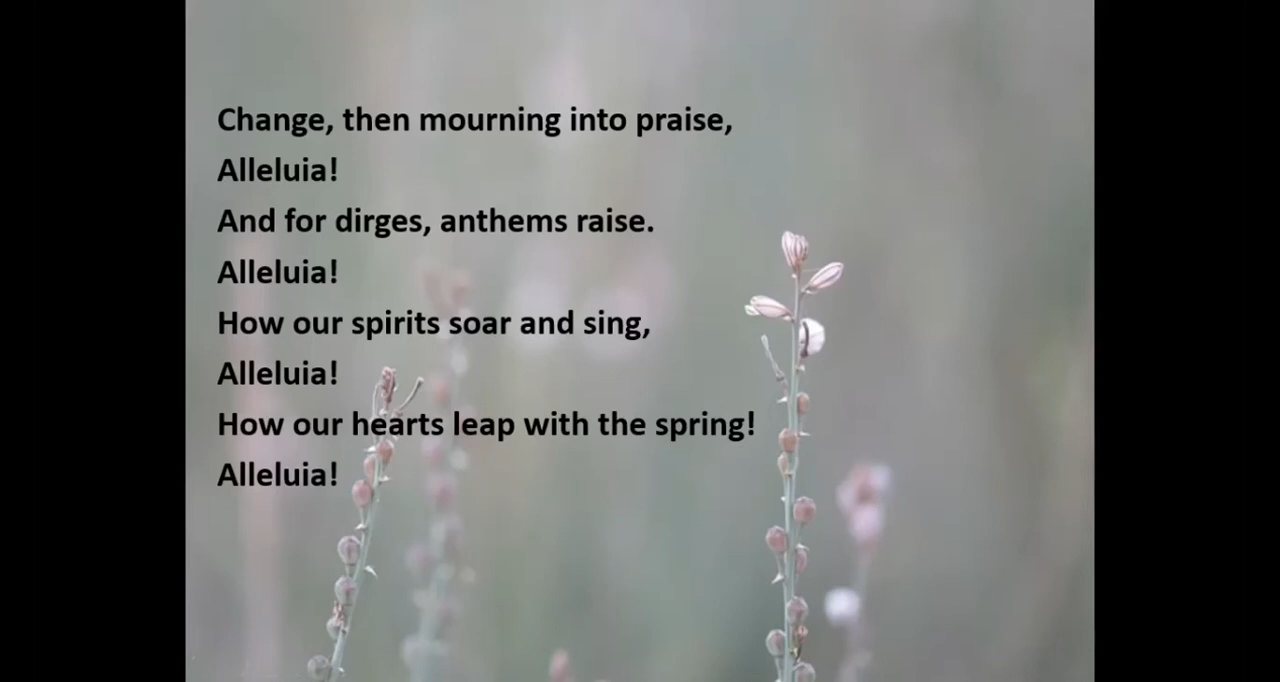 Change, then mourning into praise,
Alleluia!
And for dirges, anthems raise.
Alleluia!
How our spirits soar and sing,
Alleluia!
How our hearts leap with the spring!
Alleluia!